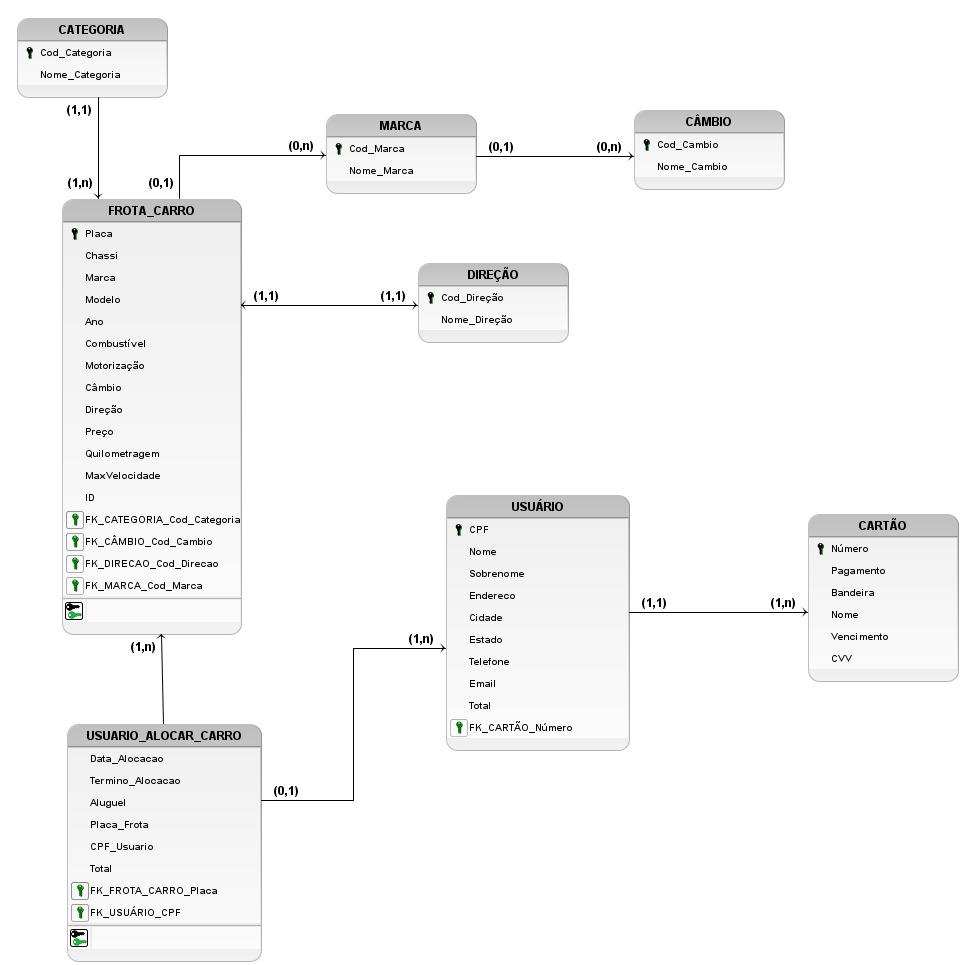 CATEGORIA
Cod_Categoria
Nome_Categoria
(1,1)
(1,n)
(0,1)
(0,n)
MARCA
Cod_Marca
Nome_Marca
(0,1)
(0,n)
CÂMBIO
Cod_Cambio
Nome_Cambio
FROTA_CARRO
Placa
Chassi
Marca
Modelo
Ano
Combustível
Motorização
Câmbio
Direção
Preço
Quilometragem
MaxVelocidade
ID
FK_CATEGORIA_Cod_Categoria
FK_CÂMBIO_Cod_Cambio
FK_DIRECAO_Cod_Direcao
FK_MARCA_Cod_Marca
(1,1)
(1,1)
DIREÇÃO
Cod_Direção
Nome_Direção
USUÁRIO
CPF
Nome
Sobrenome
Endereco
Cidade
Estado
Telefone
Email
Total
FK_CARTÃO_Número
(1,1)
(1,n)
CARTÃO
Número
Pagamento
Bandeira
Nome
Vencimento
CVV
(1,n)
(1,n)
(0,1)
USUARIO_ALOCAR_CARRO
Data_Alocacao
Termino_Alocacao
Aluguel
Placa_Frota
CPF_Usuario
Total
FK_FROTA_CARRO_Placa
FK_USUÁRIO_CPF